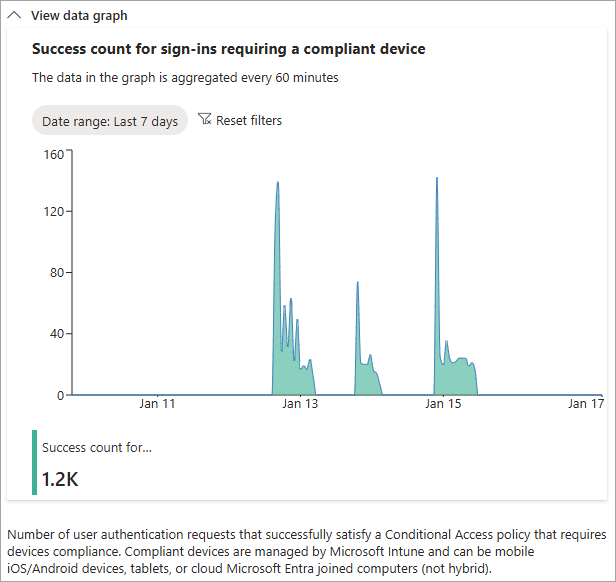 View data graph
Success count for sign-ins requiring a compliant device
The data in the graph is aggregated every 60 minutes
Date range: Last 7 days Reset filters
160
120
80
40
0
Jan 11 Jan 13 Jan 15 Jan 17
Success count for...
1.2K
Number of user authentication requests that successfully satisfy a Conditional Access policy that requires
devices compliance. Compliant devices are managed by Microsoft Intune and can be mobile
iOS/Android devices, tablets, or cloud Microsoft Entra joined computers (not hybrid).